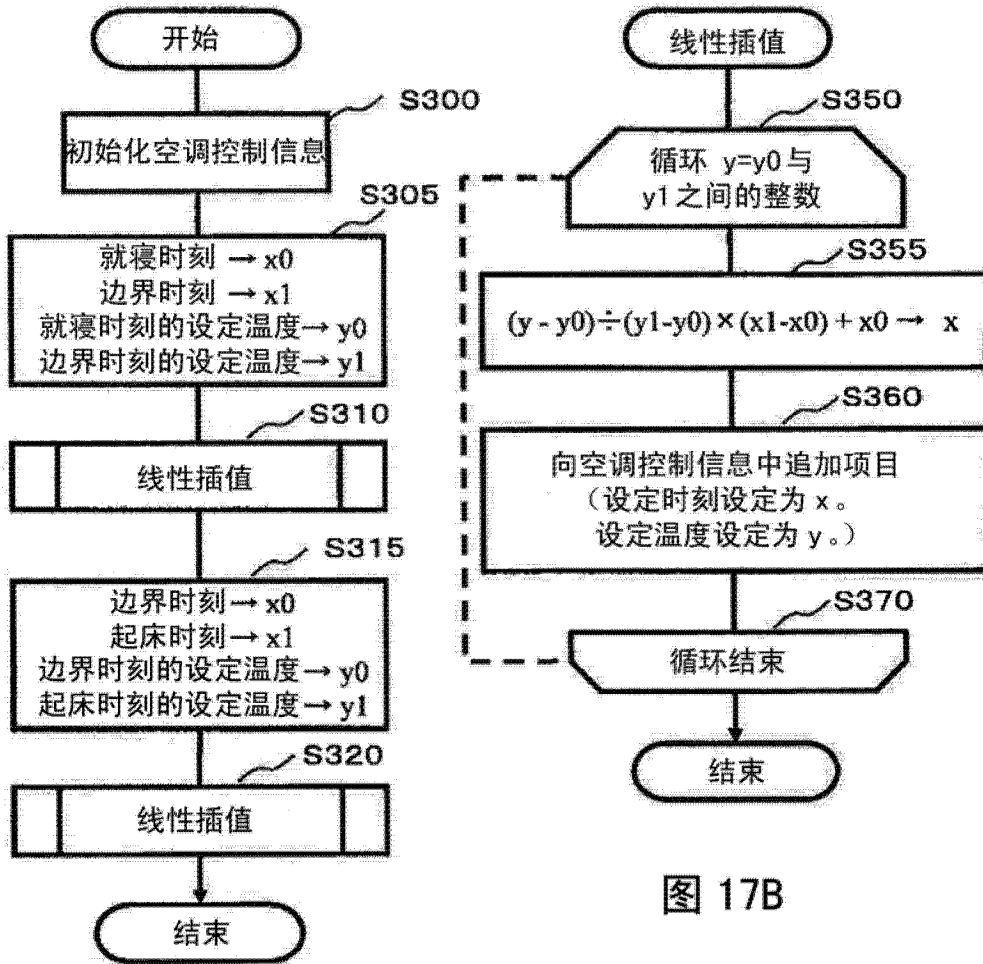 开始
S300
初始化空调控制信息
S305
就寝时刻 → x0
边界时刻 → x1
就寝时刻的设定温度→ y0
边界时刻的设定温度→ y1
S310
线性插值
S315
边界时刻→ x0
起床时刻→ x1
边界时刻的设定温度→ y0
起床时刻的设定温度→ y1
S320
线性插值
结束
线性插值
S350
循环 y=y0 与
y1 之间的整数
S355
(y - y0)÷(y1-y0)×(x1-x0) + x0 → x
S360
向空调控制信息中追加项目
（设定时刻设定为 x。
设定温度设定为 y。）
S370
循环结束
结束
图 17B